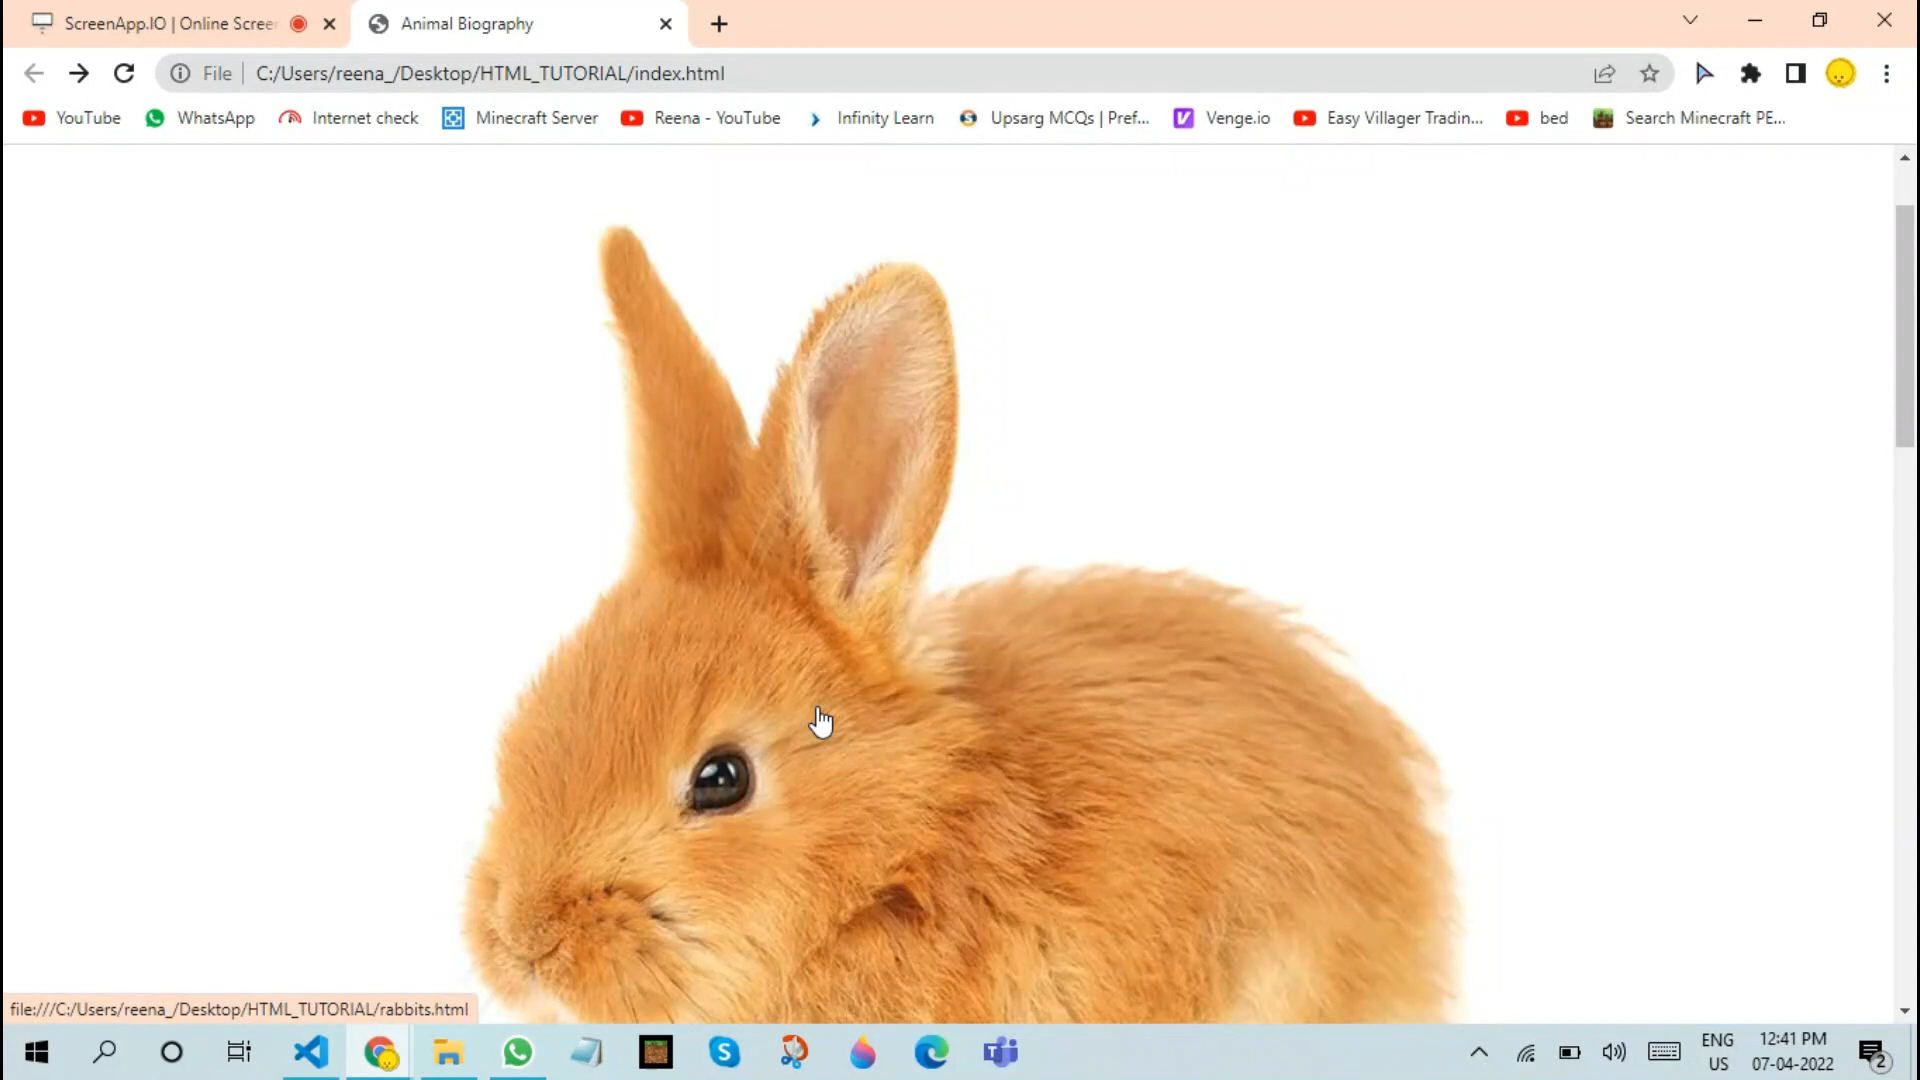 ScreenApp.IO | Online Screen
Animal Biography
File
C:/Users/reena_/Desktop/HTML_TUTORIAL/index.html
YouTube
WhatsApp
Internet check
Minecraft Server
Reena - YouTube
Infinity Learn
Upsarg MCQs | Pref...
Venge.io
Easy Villager Tradin...
bed
Search Minecraft PE...
file:///C:/Users/reena_/Desktop/HTML_TUTORIAL/rabbits.html
ENG
US
12:41 PM
07-04-2022
2